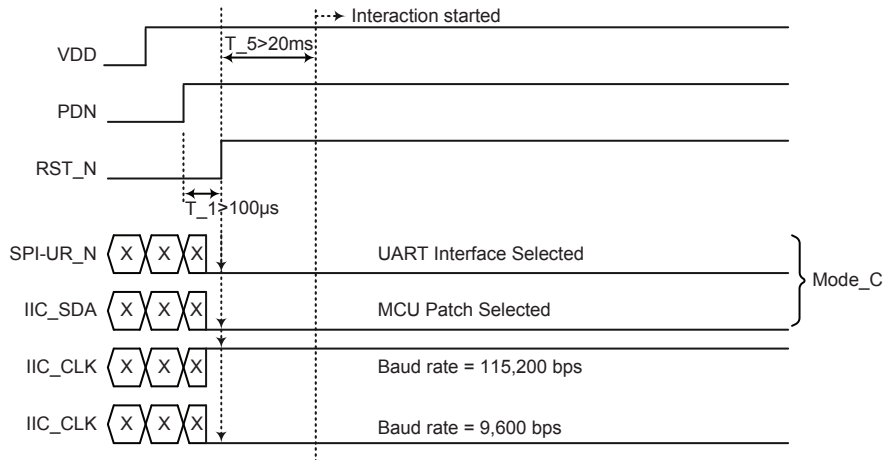 Interaction started
VDD
T_5>20ms
PDN
RST_N
T_1>100µs
SPI-UR_N X X X UART Interface Selected
Mode_C
IIC_SDA X X X MCU Patch Selected
IIC_CLK X X X Baud rate = 115,200 bps
IIC_CLK X X X Baud rate = 9,600 bps